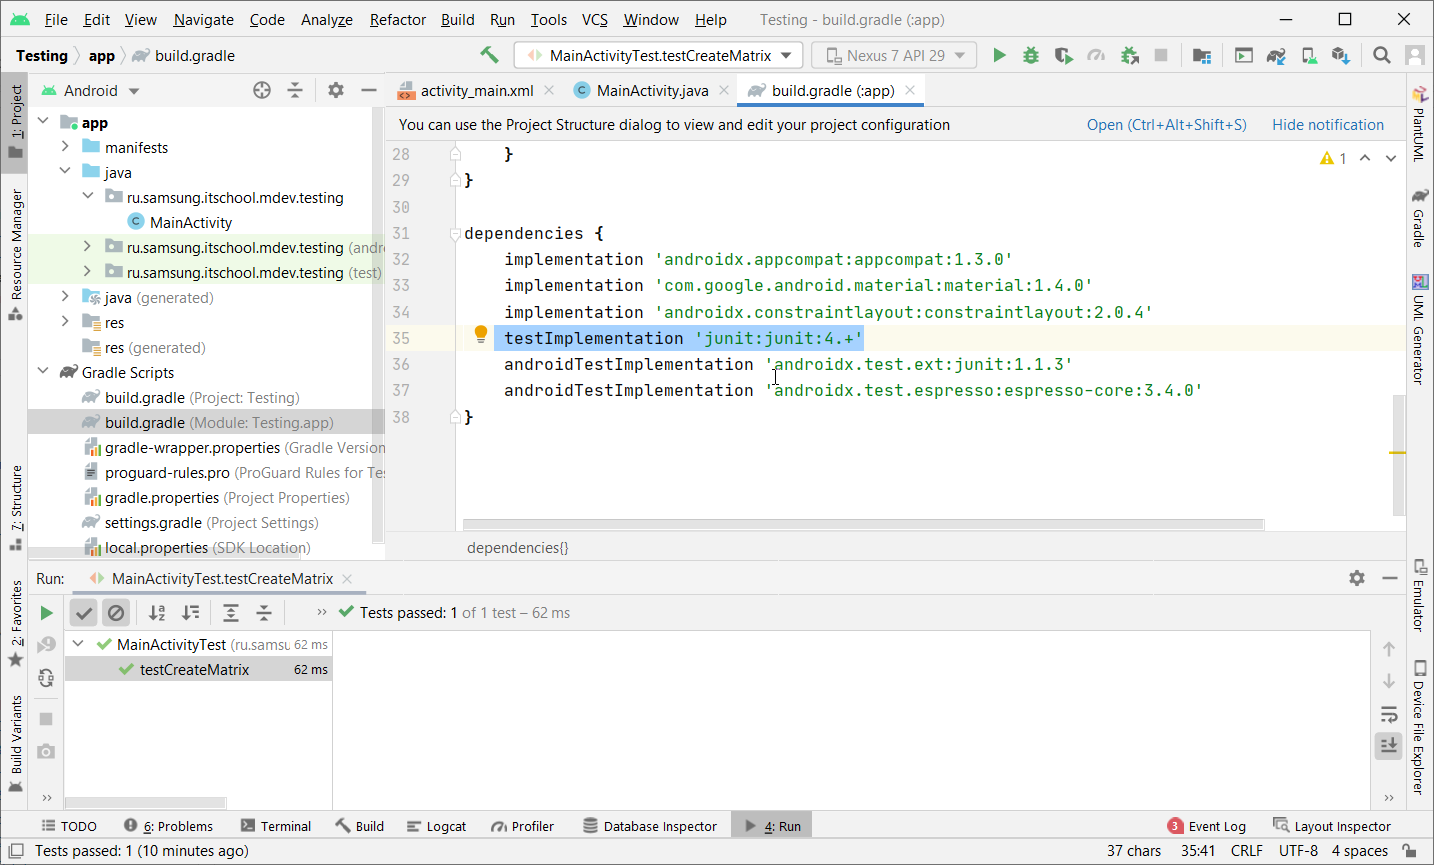 File Edit View Navigate Code Analyze Refactor Build Run Tools VCS Window Help Testing - build.gradle (:app)
Testing app build.gradle MainActivityTest.testCreateMatrix Nexus 7 API 29
Android activity_main.xml MainActivity.java build.gradle (:app)
You can use the Project Structure dialog to view and edit your project configuration Open (Ctrl+Alt+Shift+S) Hide notification
1: Project
Resource Manager
7: Structure
2: Favorites
Build Variants
app
manifests
java
ru.samsung.itschool.mdev.testing
MainActivity
ru.samsung.itschool.mdev.testing (andro
ru.samsung.itschool.mdev.testing (test)
java (generated)
res
res (generated)
Gradle Scripts
build.gradle (Project: Testing)
build.gradle (Module: Testing.app)
gradle-wrapper.properties (Gradle Version
proguard-rules.pro (ProGuard Rules for Te
gradle.properties (Project Properties)
settings.gradle (Project Settings)
local.properties (SDK Location)
1
28 }
29 }
30
31 dependencies {
32 implementation 'androidx.appcompat:appcompat:1.3.0'
33 implementation 'com.google.android.material:material:1.4.0'
34 implementation 'androidx.constraintlayout:constraintlayout:2.0.4'
35 testImplementation 'junit:junit:4.+'
36 androidTestImplementation 'androidx.test.ext:junit:1.1.3'
37 androidTestImplementation 'androidx.test.espresso:espresso-core:3.4.0'
38 }
dependencies{}
PlantUML
Gradle
UML Generator
Emulator
Device File Explorer
Run: MainActivityTest.testCreateMatrix
Tests passed: 1 of 1 test – 62 ms
MainActivityTest (ru.samsu 62 ms
testCreateMatrix 62 ms
TODO 6: Problems Terminal Build Logcat Profiler Database Inspector 4: Run 3 Event Log Layout Inspector
Tests passed: 1 (10 minutes ago) 37 chars 35:41 CRLF UTF-8 4 spaces